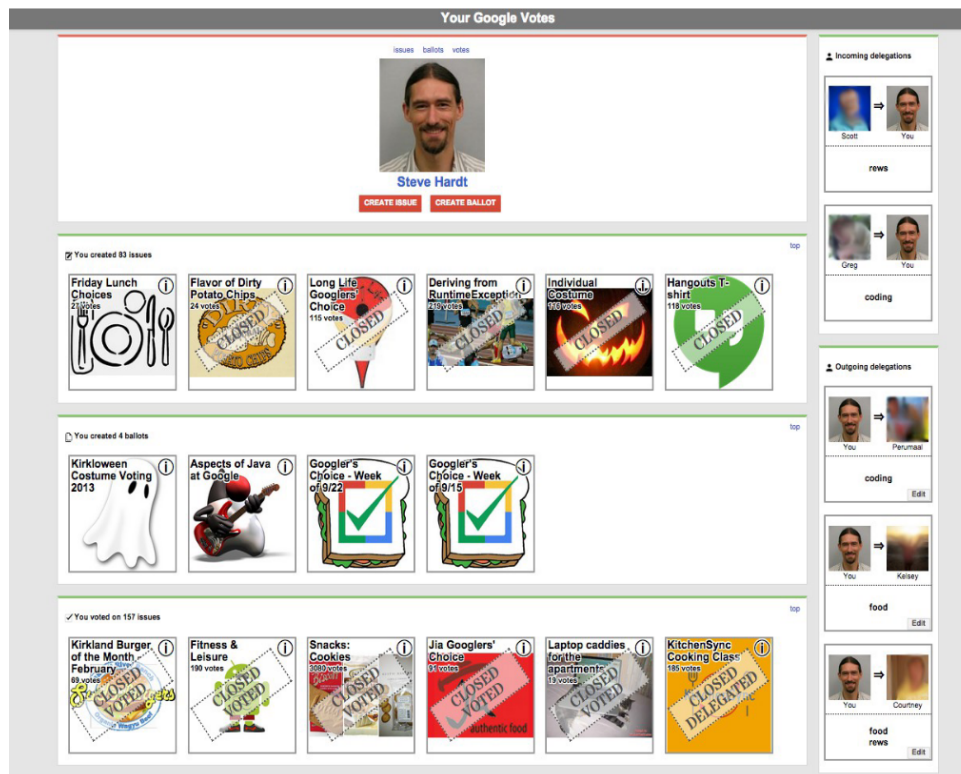 Your Google Votes
issues ballots votes
Steve Hardt
CREATE ISSUE CREATE BALLOT
You created 83 issues
top
Friday Lunch
Choices
27 votes
Flavor of Dirty
Potato Chips
24 votes
CLOSED
Long Life
Googlers'
Choice
115 votes
CLOSED
Deriving from
RuntimeException
CLOSED
Individual
Costume
CLOSED
Hangouts T-
shirt
118 votes
CLOSED
You created 4 ballots
top
Kirkloween
Costume Voting
2013
Aspects of Java
at Google
Googler's
Choice - Week
of 9/22
Googler's
Choice - Week
of 9/15
You voted on 157 issues
top
Kirkland Burger
of the Month -
February
69 votes
CLOSED
VOTED
Fitness &
Leisure
190 votes
CLOSED
VOTED
Snacks:
Cookies
3080 votes
CLOSED
VOTED
Jia Googlers'
Choice
91 votes
CLOSED
VOTED
authentic food
Laptop caddies
for the
apartments
19 votes
CLOSED
VOTED
KitchenSync
Cooking Class
185 votes
CLOSED
DELEGATED
Incoming delegations
Scott You
rews
Greg You
coding
Outgoing delegations
You Perumaal
coding
Edit
You Kelsey
food
Edit
You Courtney
food
rews
Edit